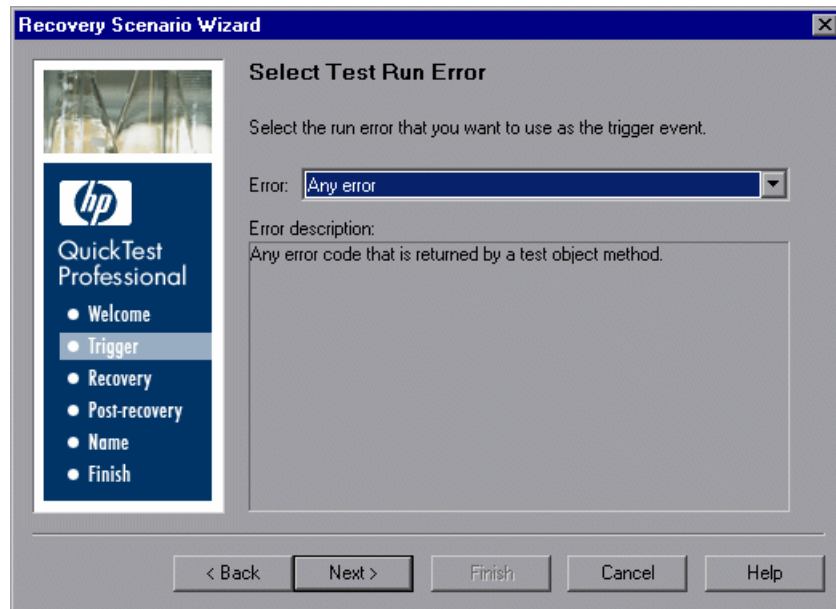 Recovery Scenario Wizard
Select Test Run Error
Select the run error that you want to use as the trigger event.
Error: Any error
Error description:
Any error code that is returned by a test object method.
hp
QuickTest
Professional
Welcome
Trigger
Recovery
Post-recovery
Name
Finish
< Back Next > Finish Cancel Help